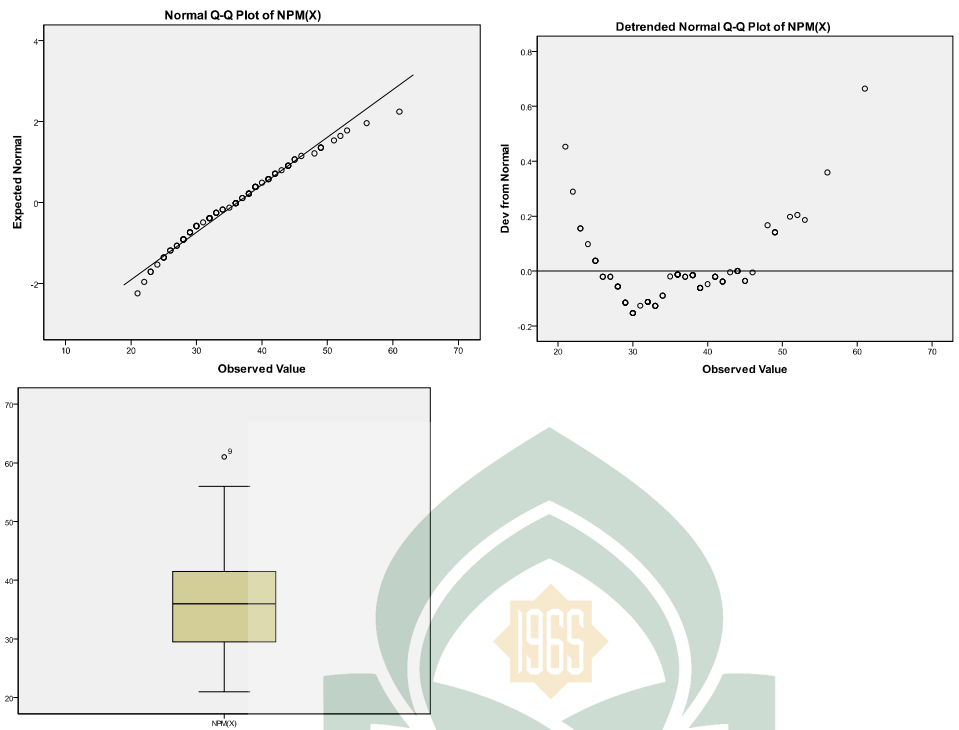 Normal Q-Q Plot of NPM(X)
4
2
0
-2
Expected Normal
10 20 30 40 50 60 70
Observed Value
Detrended Normal Q-Q Plot of NPM(X)
0.8
0.6
0.4
0.2
0.0
-0.2
Dev from Normal
20 30 40 50 60 70
Observed Value
70
60
50
40
30
20
9
NPM(X)
1965